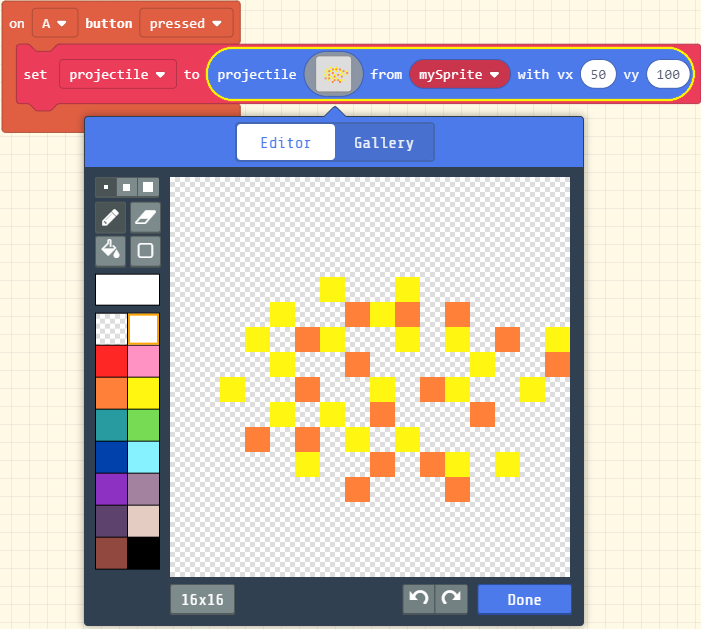 on A button pressed
set projectile to projectile from mySprite with vx 50 vy 100
Editor Gallery
16x16 Done